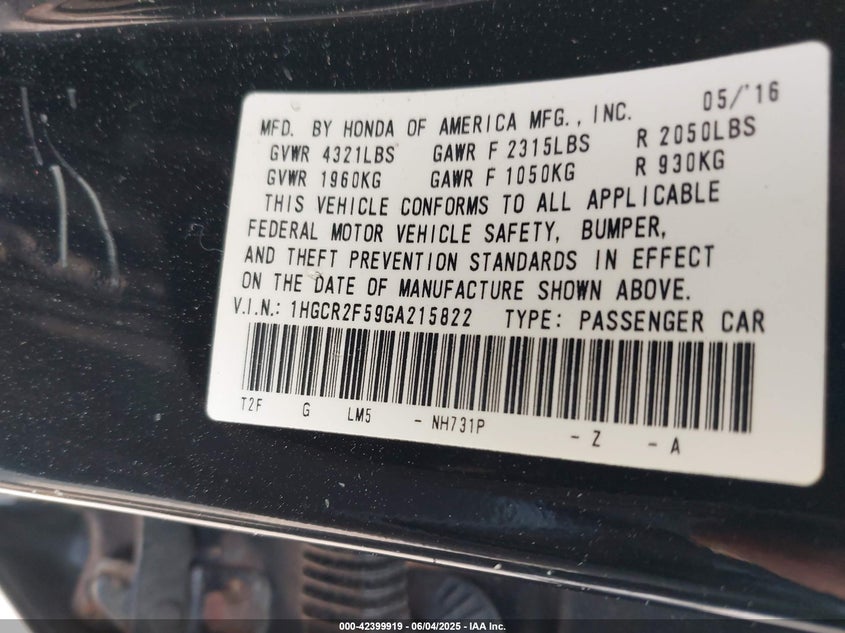 05/'16
MFD. BY HONDA OF AMERICA MFG., INC.
GVWR 4321LBS GAWR F 2315LBS R 2050LBS
GVWR 1960KG GAWR F 1050KG R 930KG
THIS VEHICLE CONFORMS TO ALL APPLICABLE
FEDERAL MOTOR VEHICLE SAFETY, BUMPER,
AND THEFT PREVENTION STANDARDS IN EFFECT
ON THE DATE OF MANUFACTURE SHOWN ABOVE.
V.I.N.: 1HGCR2F59GA215822 TYPE: PASSENGER CAR
T2F G LM5 - NH731P - Z - A
000-42399919 - 06/04/2025 - IAA Inc.